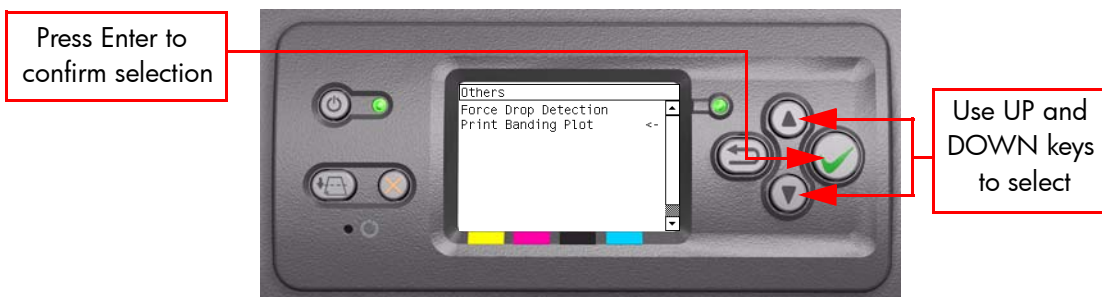 Press Enter to
confirm selection
Others
Force Drop Detection
Print Banding Plot <-
Use UP and
DOWN keys
to select